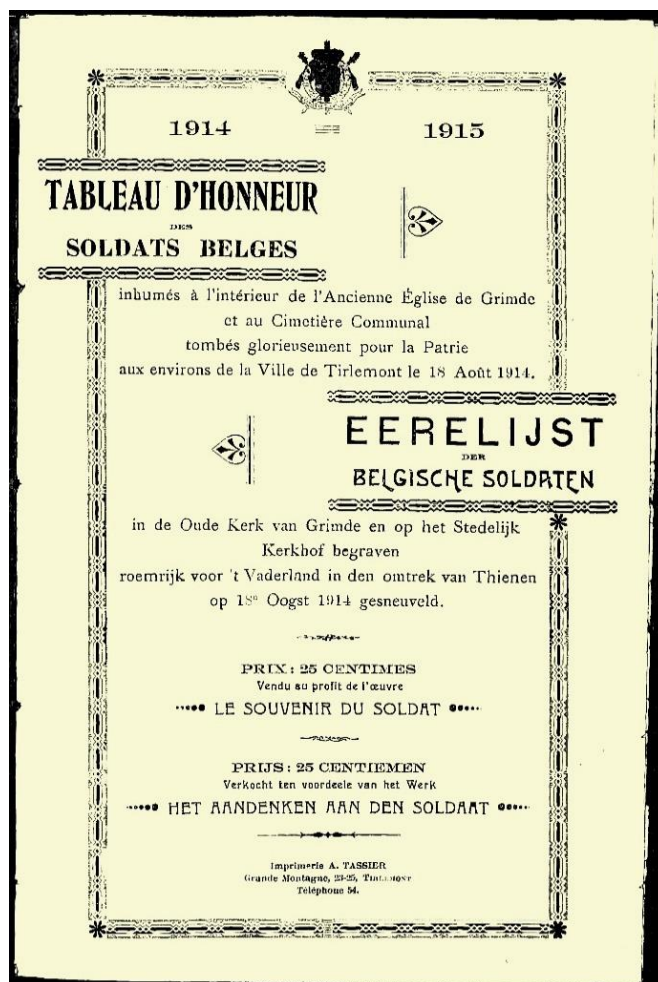 1914 1915
TABLEAU D'HONNEUR
DES
SOLDATS BELGES
inhumés à l'intérieur de l'Ancienne Église de Grimde
et au Cimetière Communal
tombés glorieusement pour la Patrie
aux environs de la Ville de Tirlemont le 18 Août 1914.
EERELIJST
DER
BELGISCHE SOLDATEN
in de Oude Kerk van Grimde en op het Stedelijk
Kerkhof begraven
roemrijk voor 't Vaderland in den omtrek van Thienen
op 18n Oogst 1914 gesneuveld.
PRIX : 25 CENTIMES
Vendu au profit de l'œuvre
LE SOUVENIR DU SOLDAT
PRIJS : 25 CENTIEMEN
Verkocht ten voordeele van het Werk
HET AANDENKEN AAN DEN SOLDAAT
Imprimerie A. TASSIER
Grande Montagne, 23-25, TIRLEMONT
Téléphone 54.